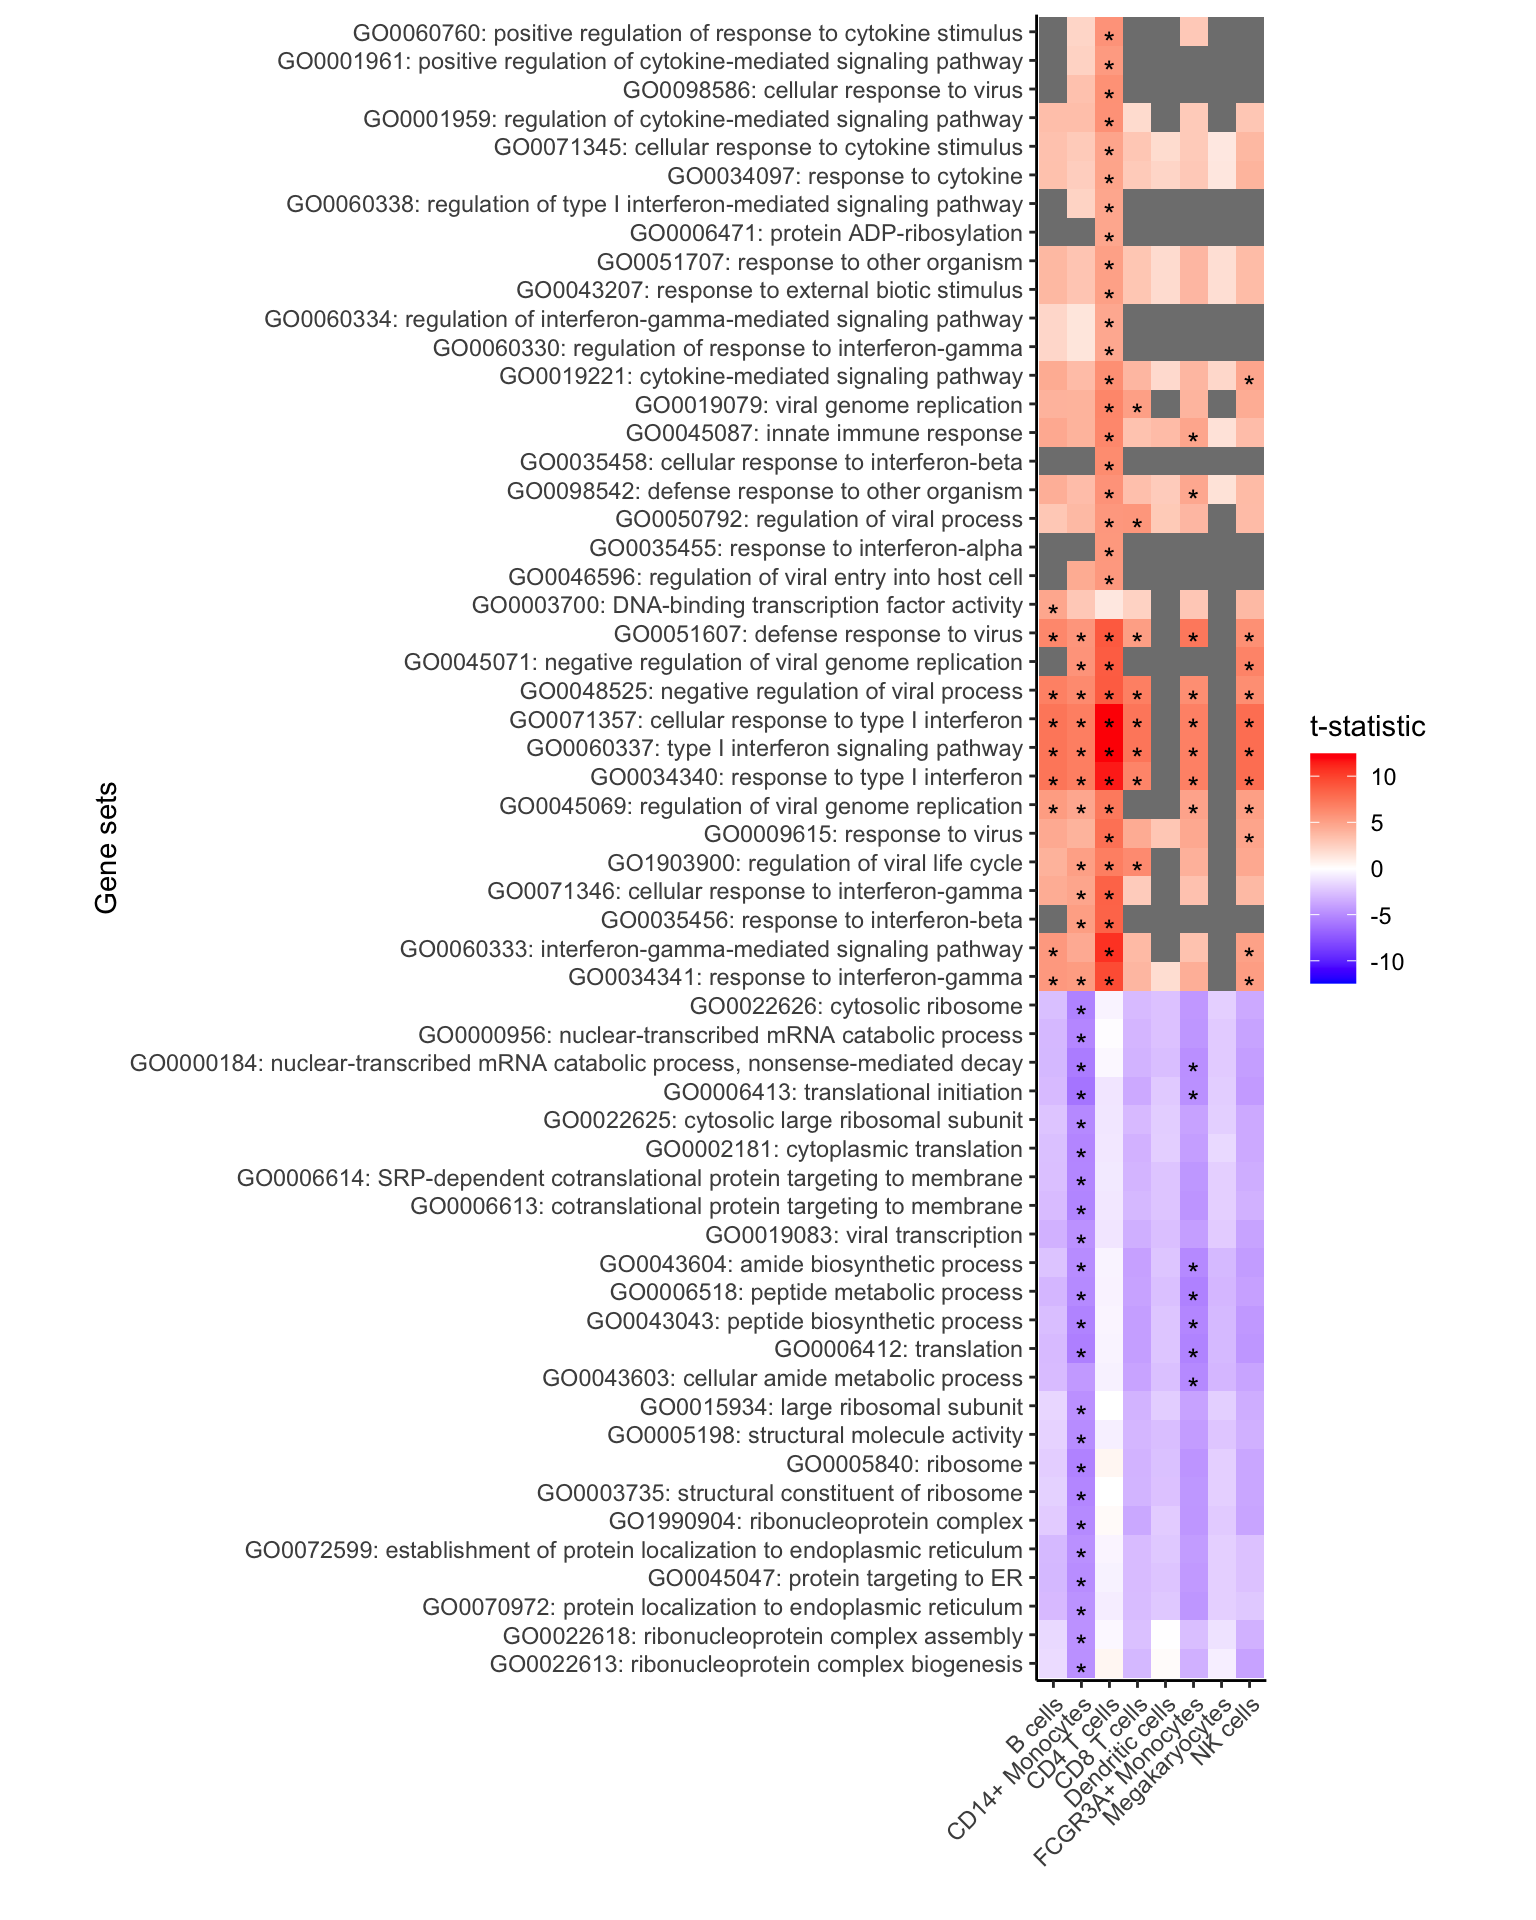 GO0060760: positive regulation of response to cytokine stimulus
GO0001961: positive regulation of cytokine-mediated signaling pathway
GO0098586: cellular response to virus
GO0001959: regulation of cytokine-mediated signaling pathway
GO0071345: cellular response to cytokine stimulus
GO0034097: response to cytokine
GO0060338: regulation of type I interferon-mediated signaling pathway
GO0006471: protein ADP-ribosylation
GO0051707: response to other organism
GO0043207: response to external biotic stimulus
GO0060334: regulation of interferon-gamma-mediated signaling pathway
GO0060330: regulation of response to interferon-gamma
GO0019221: cytokine-mediated signaling pathway
GO0019079: viral genome replication
GO0045087: innate immune response
GO0035458: cellular response to interferon-beta
GO0098542: defense response to other organism
GO0050792: regulation of viral process
GO0035455: response to interferon-alpha
GO0046596: regulation of viral entry into host cell
GO0003700: DNA-binding transcription factor activity
GO0051607: defense response to virus
GO0045071: negative regulation of viral genome replication
GO0048525: negative regulation of viral process
GO0071357: cellular response to type I interferon
GO0060337: type I interferon signaling pathway
GO0034340: response to type I interferon
GO0045069: regulation of viral genome replication
GO0009615: response to virus
GO1903900: regulation of viral life cycle
GO0071346: cellular response to interferon-gamma
GO0035456: response to interferon-beta
GO0060333: interferon-gamma-mediated signaling pathway
GO0034341: response to interferon-gamma
GO0022626: cytosolic ribosome
GO0000956: nuclear-transcribed mRNA catabolic process
GO0000184: nuclear-transcribed mRNA catabolic process, nonsense-mediated decay
GO0006413: translational initiation
GO0022625: cytosolic large ribosomal subunit
GO0002181: cytoplasmic translation
GO0006614: SRP-dependent cotranslational protein targeting to membrane
GO0006613: cotranslational protein targeting to membrane
GO0019083: viral transcription
GO0043604: amide biosynthetic process
GO0006518: peptide metabolic process
GO0043043: peptide biosynthetic process
GO0006412: translation
GO0043603: cellular amide metabolic process
GO0015934: large ribosomal subunit
GO0005198: structural molecule activity
GO0005840: ribosome
GO0003735: structural constituent of ribosome
GO1990904: ribonucleoprotein complex
GO0072599: establishment of protein localization to endoplasmic reticulum
GO0045047: protein targeting to ER
GO0070972: protein localization to endoplasmic reticulum
GO0022618: ribonucleoprotein complex assembly
GO0022613: ribonucleoprotein complex biogenesis
Gene sets
B cells
CD14+ Monocytes
CD4 T cells
CD8 T cells
Dendritic cells
FCGR3A+ Monocytes
Megakaryocytes
NK cells
t-statistic
10
5
0
-5
-10